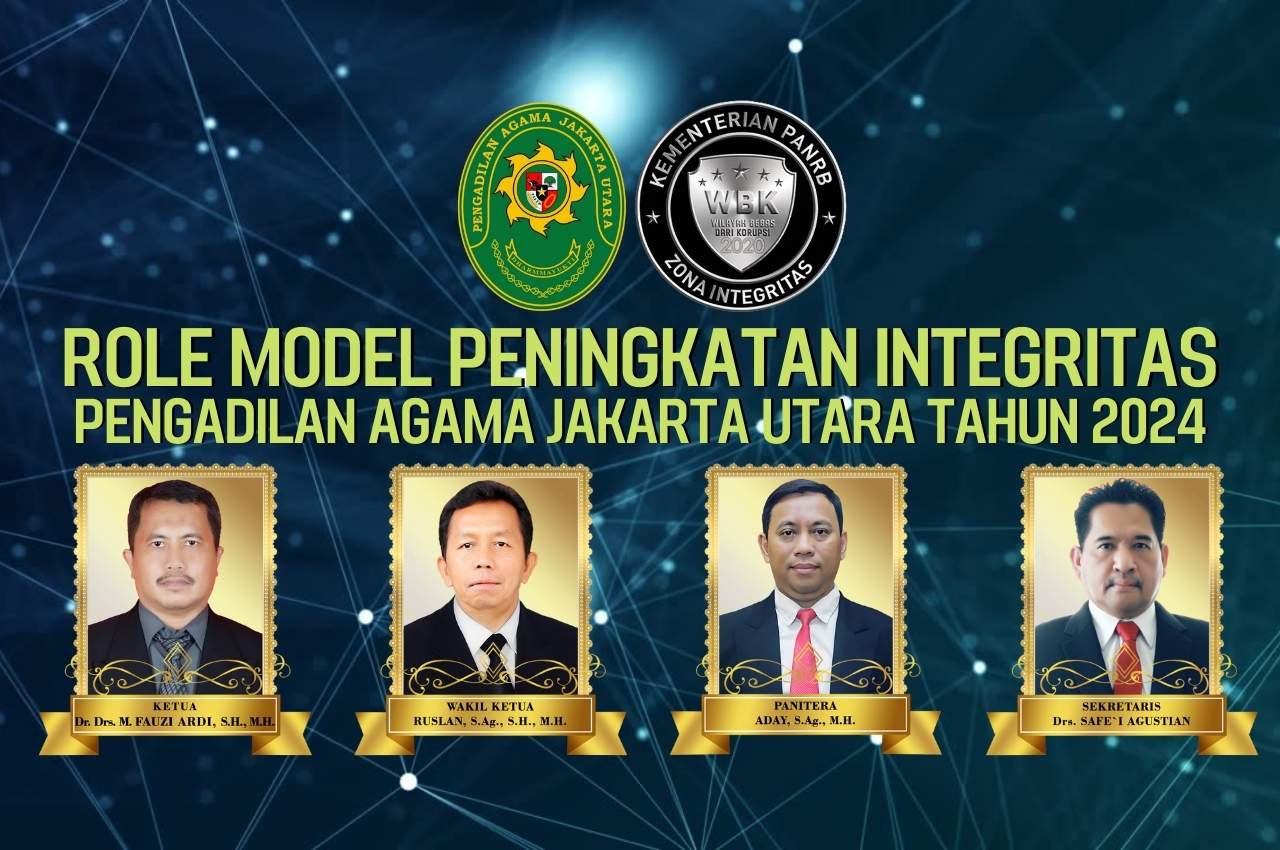 PENGADILAN AGAMA JAKARTA UTARA
DHARMMAYUKTI
KEMENTERIAN PANRB
WBK
WILAYAH BEBAS
DARI KORUPSI
2020
ZONA INTEGRITAS
ROLE MODEL PENINGKATAN INTEGRITAS
PENGADILAN AGAMA JAKARTA UTARA TAHUN 2024
KETUA
Dr. Drs. M. FAUZI ARDI, S.H., M.H.
WAKIL KETUA
RUSLAN, S.Ag., S.H., M.H.
PANITERA
ADAY, S.Ag., M.H.
SEKRETARIS
Drs. SAFE`I AGUSTIAN